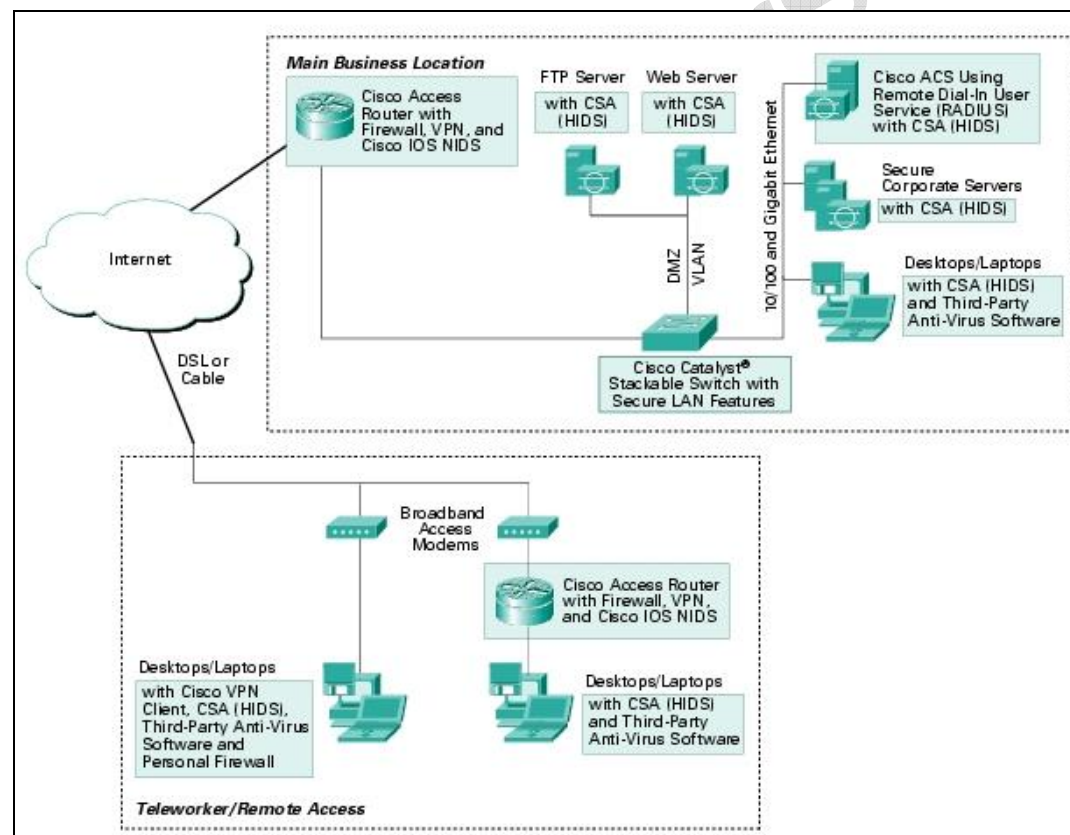 Main Business Location
Cisco Access
Router with
Firewall, VPN, and
Cisco IOS NIDS
FTP Server
with CSA
(HIDS)
Web Server
with CSA
(HIDS)
DMZ
VLAN
10/100 and Gigabit Ethernet
Cisco ACS Using
Remote Dial-In User
Service (RADIUS)
with CSA (HIDS)
Secure
Corporate Servers
with CSA (HIDS)
Desktops/Laptops
with CSA (HIDS)
and Third-Party
Anti-Virus Software
Cisco Catalyst®
Stackable Switch with
Secure LAN Features
Internet
DSL or
Cable
Broadband
Access
Modems
Cisco Access Router
with Firewall, VPN,
and Cisco IOS NIDS
Desktops/Laptops
with Cisco VPN
Client, CSA (HIDS),
Third-Party Anti-Virus
Software and
Personal Firewall
Desktops/Laptops
with CSA (HIDS)
and Third-Party
Anti-Virus Software
Teleworker/Remote Access